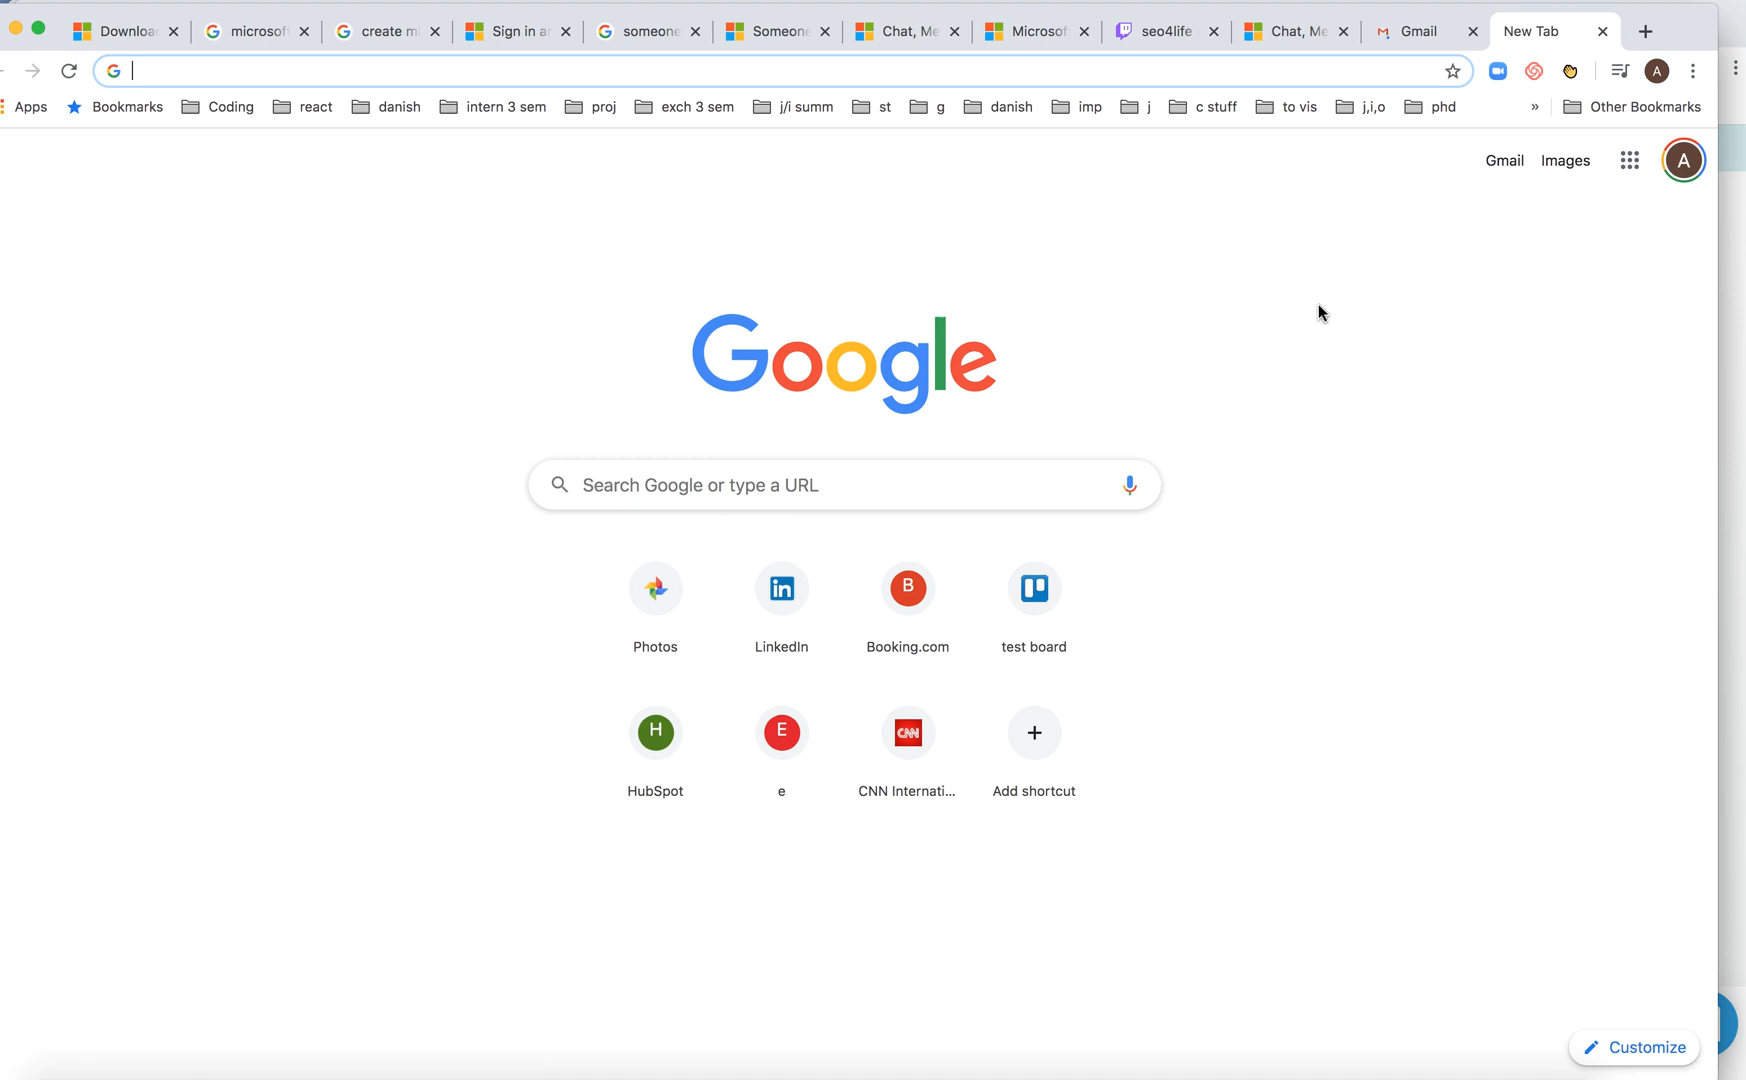 Downloa microsof create mi Sign in ar someone Someone Chat, Me Microsof seo4life Chat, Me Gmail New Tab
A
Apps Bookmarks Coding react danish intern 3 sem proj exch 3 sem j/i summ st g danish imp j c stuff to vis j,i,o phd » Other Bookmarks
Gmail Images A
Google
Search Google or type a URL
B
Photos LinkedIn Booking.com test board
H E CNN
HubSpot e CNN Internati... Add shortcut
Customize